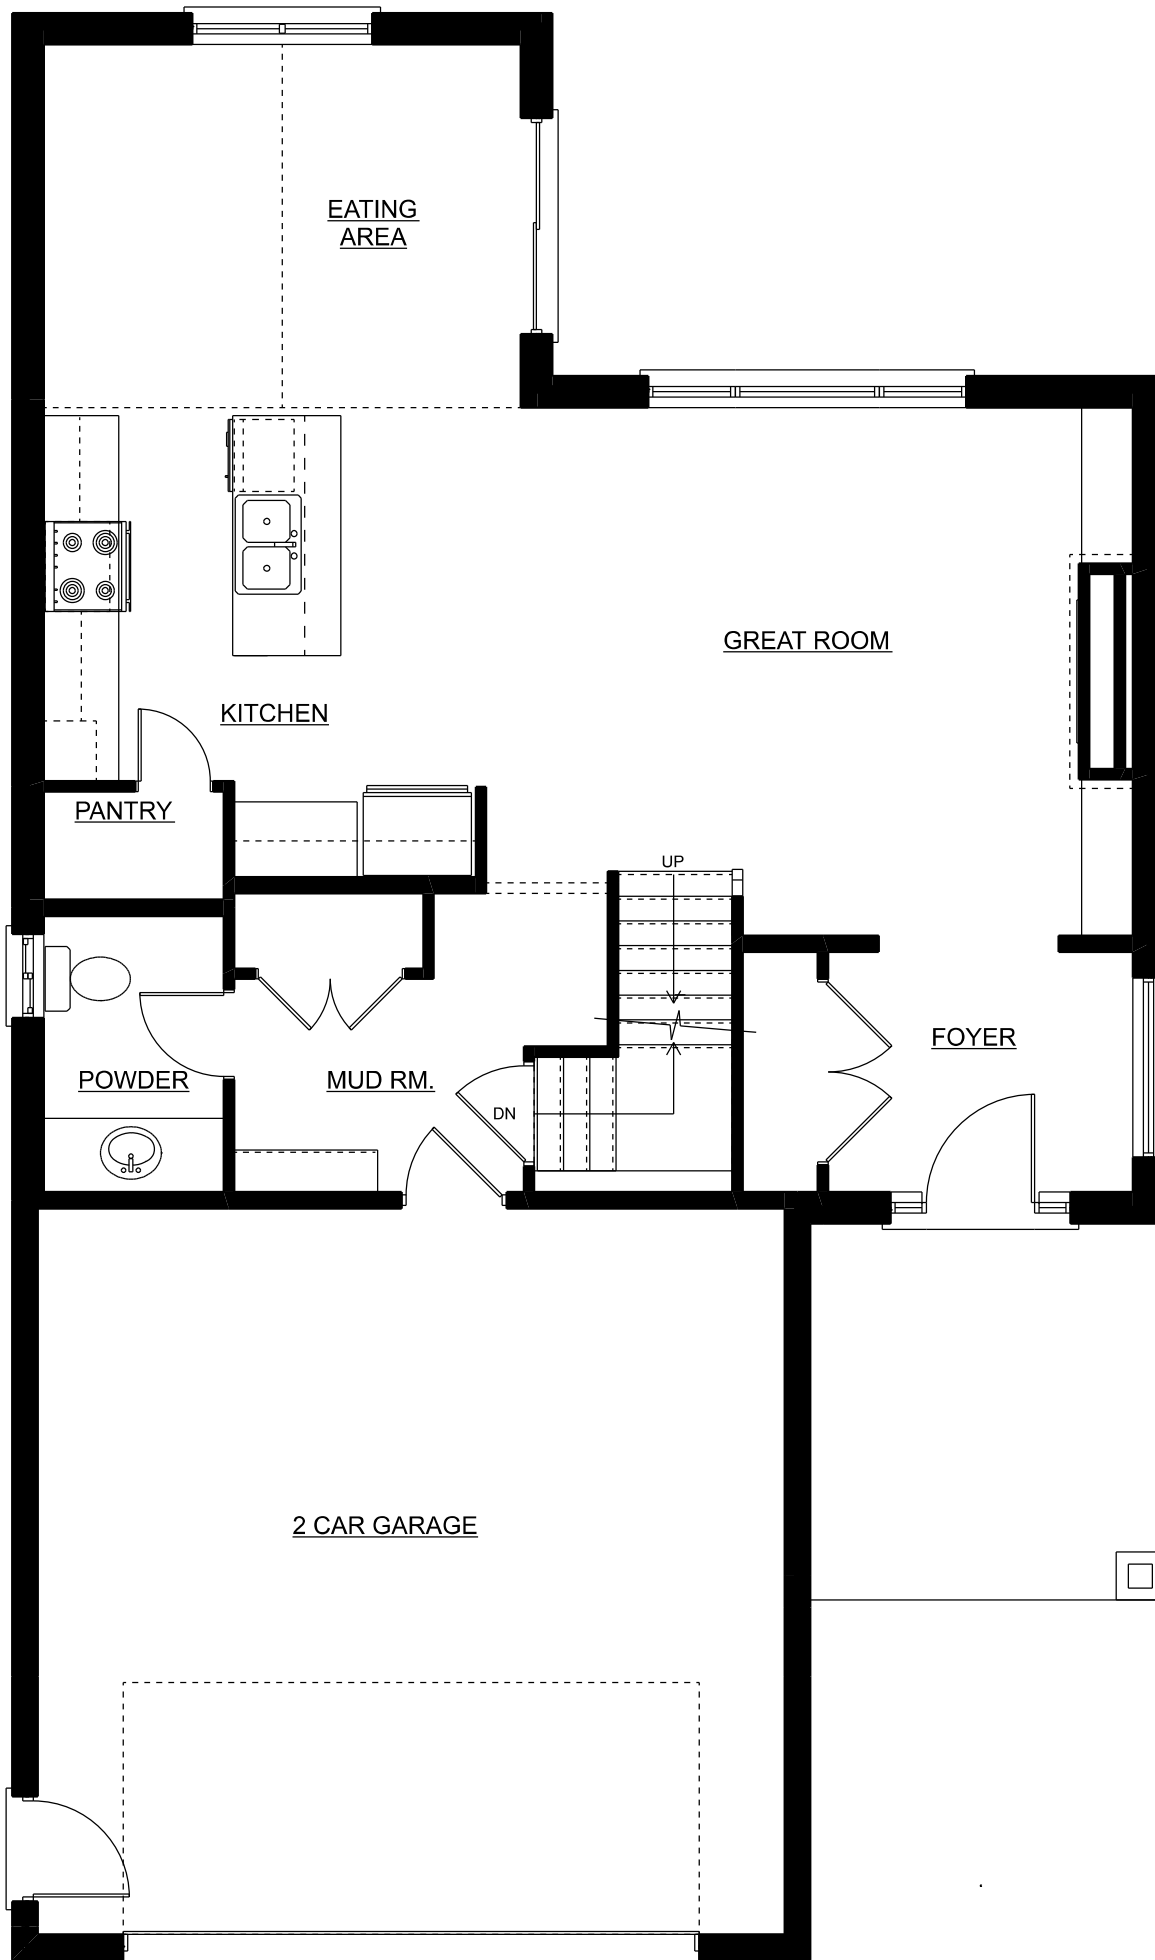 EATING
AREA
GREAT ROOM
KITCHEN
PANTRY
UP
FOYER
POWDER
MUD RM.
DN
2 CAR GARAGE